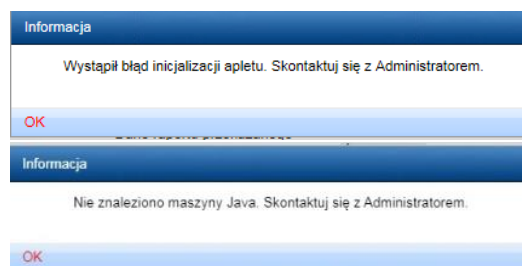 Informacja
Wystąpił błąd inicjalizacji apletu. Skontaktuj się z Administratorem.
OK
Informacja
Nie znaleziono maszyny Java. Skontaktuj się z Administratorem.
OK